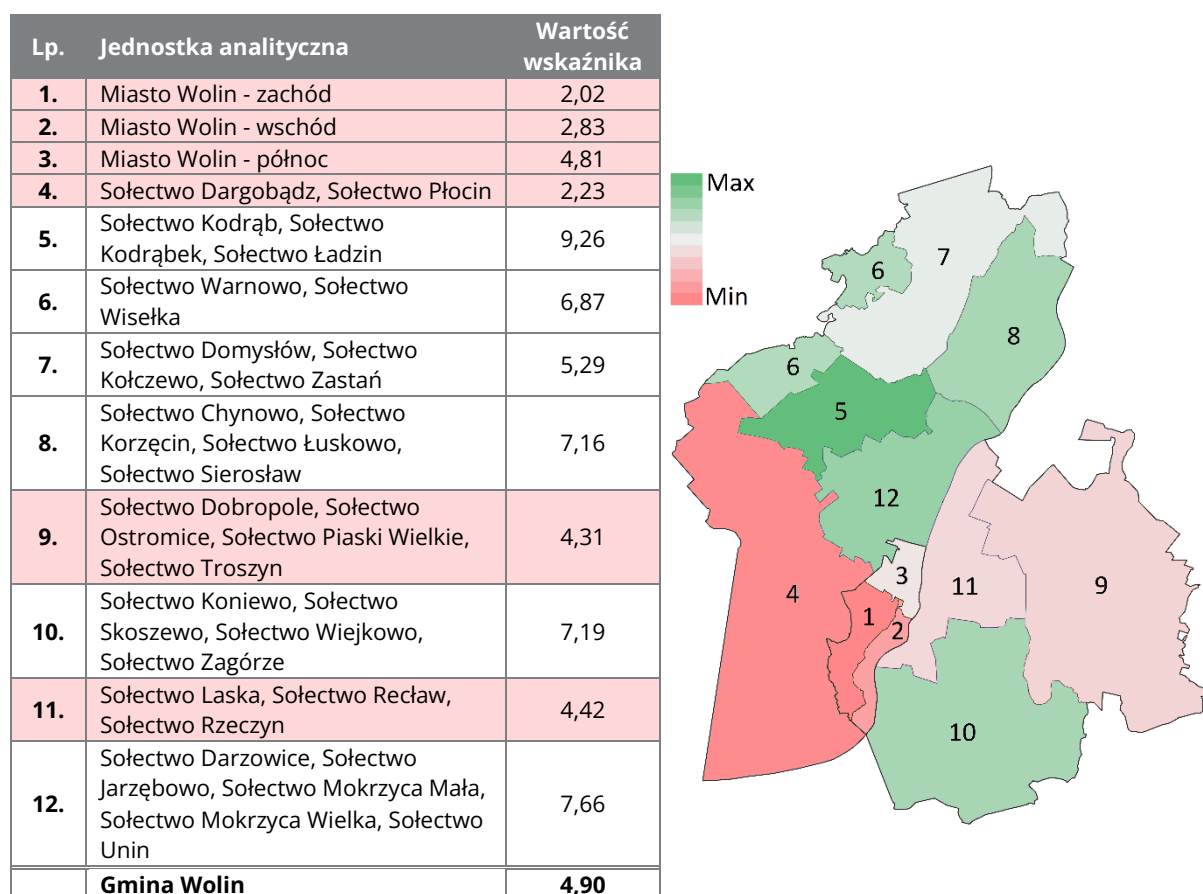 Lp. Jednostka analityczna Wartość
wskaźnika
1. Miasto Wolin - zachód 2,02
2. Miasto Wolin - wschód 2,83
3. Miasto Wolin - północ 4,81
4. Sołectwo Dargobądz, Sołectwo Płocin 2,23
5. Sołectwo Kodrąb, Sołectwo
Kodrąbek, Sołectwo Ładzin 9,26
6. Sołectwo Warnowo, Sołectwo
Wisełka 6,87
7. Sołectwo Domysłów, Sołectwo
Kołczewo, Sołectwo Zastań 5,29
8. Sołectwo Chynowo, Sołectwo
Korzęcin, Sołectwo Łuskowo,
Sołectwo Sierosław 7,16
9. Sołectwo Dobropole, Sołectwo
Ostromice, Sołectwo Piaski Wielkie,
Sołectwo Troszyn 4,31
10. Sołectwo Koniewo, Sołectwo
Skoszewo, Sołectwo Wiejkowo,
Sołectwo Zagórze 7,19
11. Sołectwo Laska, Sołectwo Recław,
Sołectwo Rzeczyn 4,42
12. Sołectwo Darzowice, Sołectwo
Jarzębowo, Sołectwo Mokrzyca Mała,
Sołectwo Mokrzyca Wielka, Sołectwo
Unin 7,66
Gmina Wolin 4,90
Max
Min
7
6
8
6
5
12
3
11
9
4
1
2
10